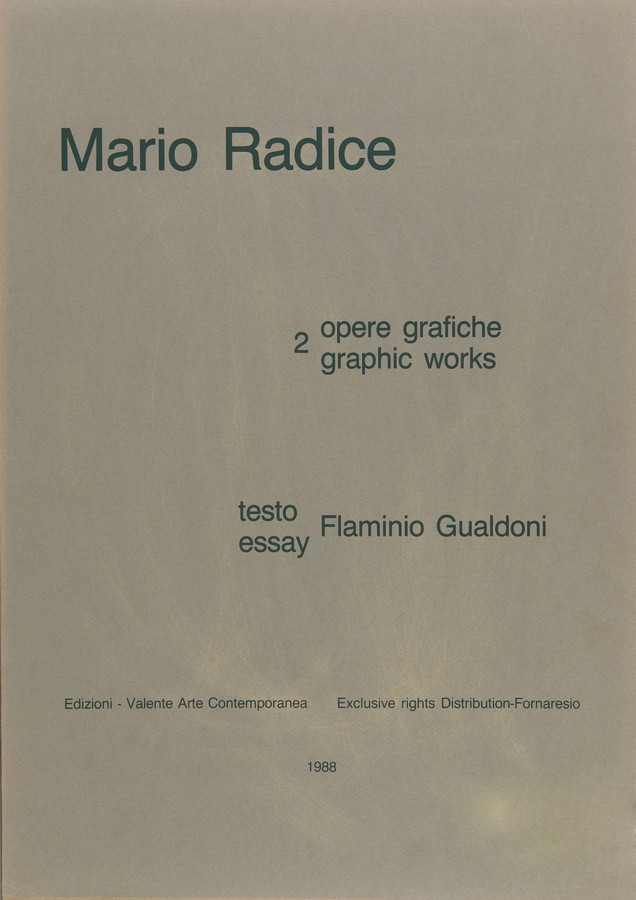 Mario Radice
2 opere grafiche
graphic works
testo
essay Flaminio Gualdoni
Edizioni - Valente Arte Contemporanea Exclusive rights Distribution-Fornaresio
1988